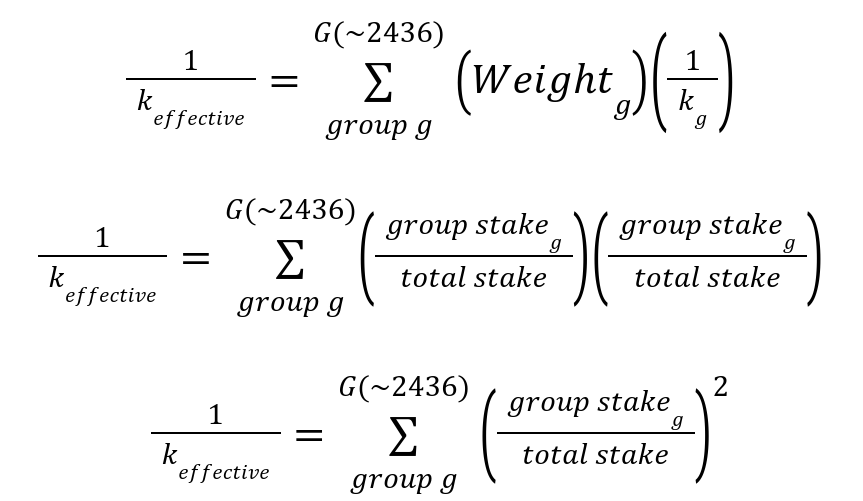 $$\frac{1}{k_{effective}} = \sum_{group\ g}^{G(\sim 2436)} \left(Weight_g\right)\left(\frac{1}{k_g}\right)$$
$$\frac{1}{k_{effective}} = \sum_{group\ g}^{G(\sim 2436)} \left(\frac{group\ stake_g}{total\ stake}\right)\left(\frac{group\ stake_g}{total\ stake}\right)$$
$$\frac{1}{k_{effective}} = \sum_{group\ g}^{G(\sim 2436)} \left(\frac{group\ stake_g}{total\ stake}\right)^2$$